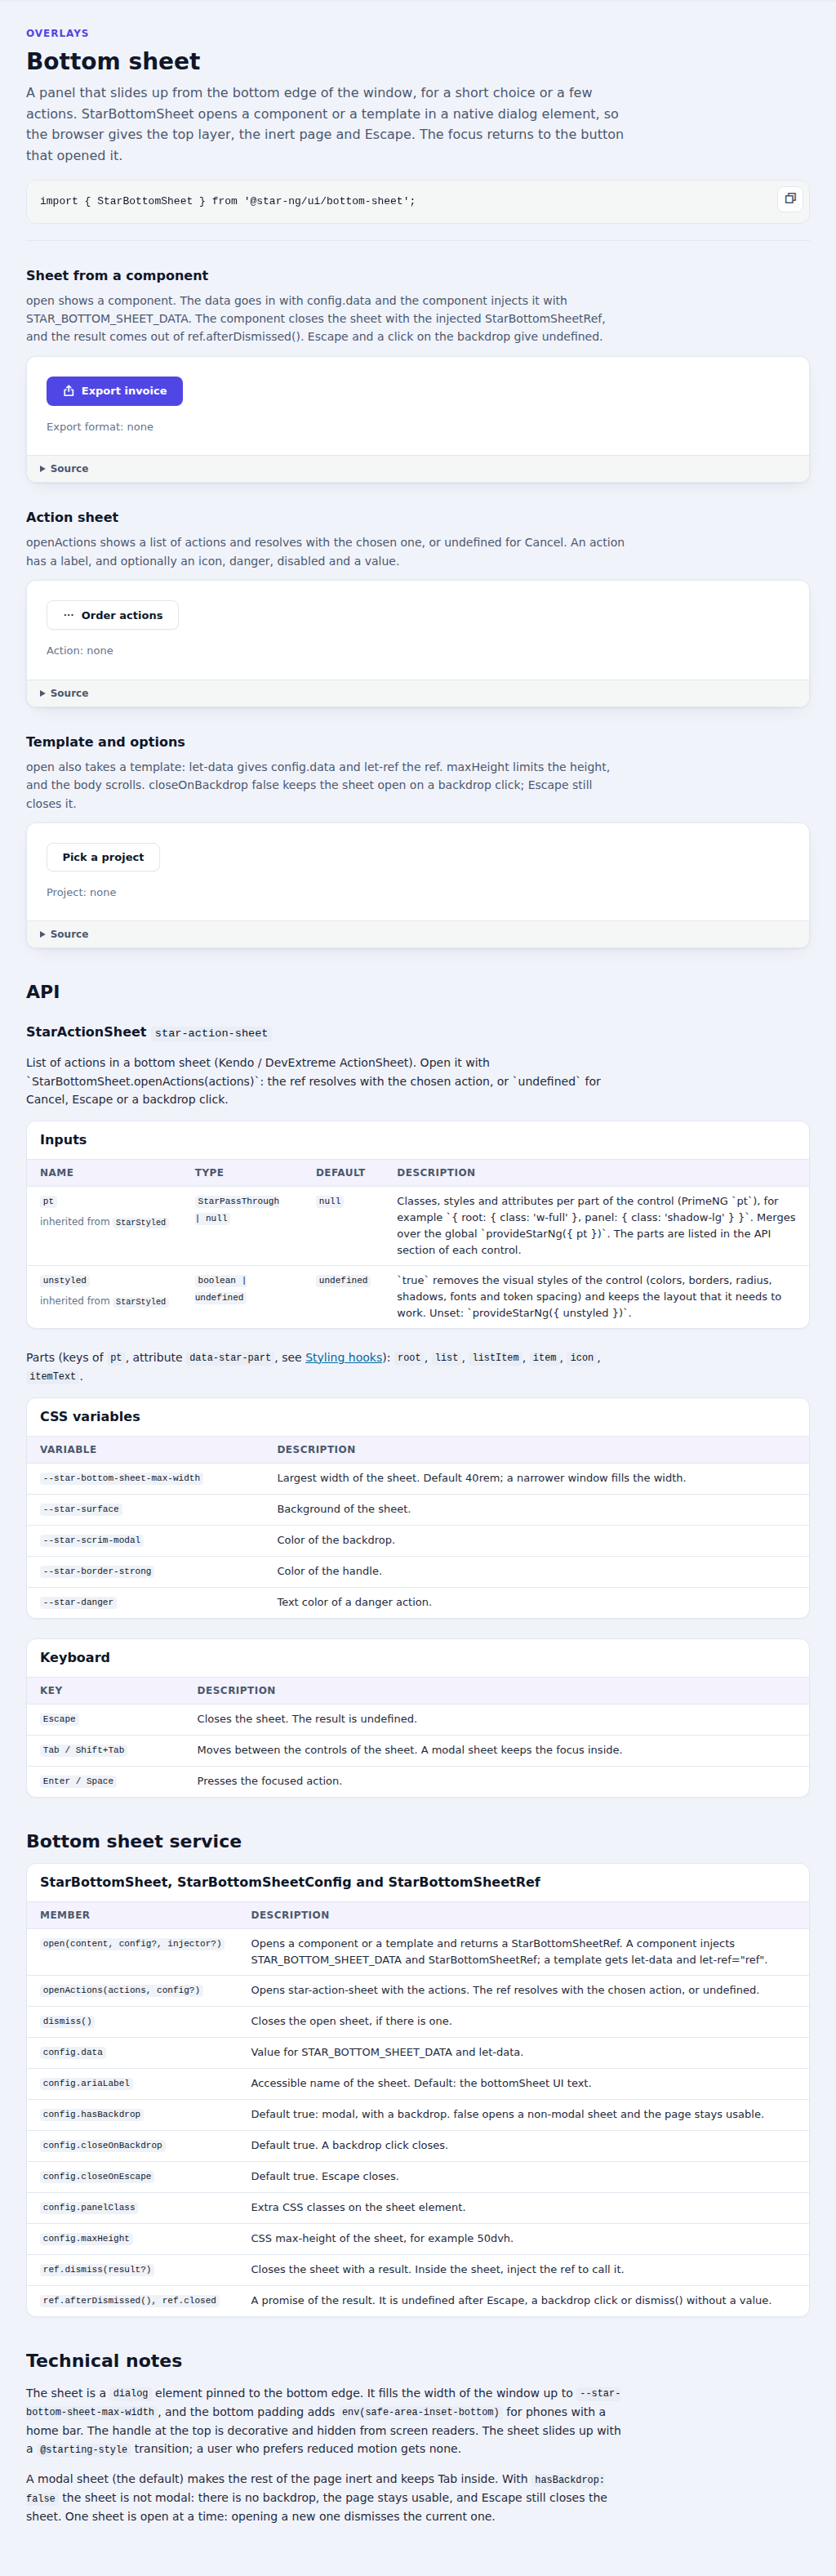 OVERLAYS
Bottom sheet
A panel that slides up from the bottom edge of the window, for a short choice or a few
actions. StarBottomSheet opens a component or a template in a native dialog element, so
the browser gives the top layer, the inert page and Escape. The focus returns to the button
that opened it.
import { StarBottomSheet } from '@star-ng/ui/bottom-sheet';
Sheet from a component
open shows a component. The data goes in with config.data and the component injects it with
STAR_BOTTOM_SHEET_DATA. The component closes the sheet with the injected StarBottomSheetRef,
and the result comes out of ref.afterDismissed(). Escape and a click on the backdrop give undefined.
Export invoice
Export format: none
Source
Action sheet
openActions shows a list of actions and resolves with the chosen one, or undefined for Cancel. An action
has a label, and optionally an icon, danger, disabled and a value.
Order actions
Action: none
Source
Template and options
open also takes a template: let-data gives config.data and let-ref the ref. maxHeight limits the height,
and the body scrolls. closeOnBackdrop false keeps the sheet open on a backdrop click; Escape still
closes it.
Pick a project
Project: none
Source
API
StarActionSheet star-action-sheet
List of actions in a bottom sheet (Kendo / DevExtreme ActionSheet). Open it with
`StarBottomSheet.openActions(actions)`: the ref resolves with the chosen action, or `undefined` for
Cancel, Escape or a backdrop click.
Inputs
NAME TYPE DEFAULT DESCRIPTION
pt StarPassThrough null Classes, styles and attributes per part of the control (PrimeNG `pt`), for
| null example `{ root: { class: 'w-full' }, panel: { class: 'shadow-lg' } }`. Merges
inherited from StarStyled over the global `provideStarNg({ pt })`. The parts are listed in the API
section of each control.
unstyled boolean | undefined `true` removes the visual styles of the control (colors, borders, radius,
undefined shadows, fonts and token spacing) and keeps the layout that it needs to
inherited from StarStyled work. Unset: `provideStarNg({ unstyled })`.
Parts (keys of pt , attribute data-star-part , see Styling hooks): root , list , listItem , item , icon ,
itemText .
CSS variables
VARIABLE DESCRIPTION
--star-bottom-sheet-max-width Largest width of the sheet. Default 40rem; a narrower window fills the width.
--star-surface Background of the sheet.
--star-scrim-modal Color of the backdrop.
--star-border-strong Color of the handle.
--star-danger Text color of a danger action.
Keyboard
KEY DESCRIPTION
Escape Closes the sheet. The result is undefined.
Tab / Shift+Tab Moves between the controls of the sheet. A modal sheet keeps the focus inside.
Enter / Space Presses the focused action.
Bottom sheet service
StarBottomSheet, StarBottomSheetConfig and StarBottomSheetRef
MEMBER DESCRIPTION
open(content, config?, injector?) Opens a component or a template and returns a StarBottomSheetRef. A component injects
STAR_BOTTOM_SHEET_DATA and StarBottomSheetRef; a template gets let-data and let-ref="ref".
openActions(actions, config?) Opens star-action-sheet with the actions. The ref resolves with the chosen action, or undefined.
dismiss() Closes the open sheet, if there is one.
config.data Value for STAR_BOTTOM_SHEET_DATA and let-data.
config.ariaLabel Accessible name of the sheet. Default: the bottomSheet UI text.
config.hasBackdrop Default true: modal, with a backdrop. false opens a non-modal sheet and the page stays usable.
config.closeOnBackdrop Default true. A backdrop click closes.
config.closeOnEscape Default true. Escape closes.
config.panelClass Extra CSS classes on the sheet element.
config.maxHeight CSS max-height of the sheet, for example 50dvh.
ref.dismiss(result?) Closes the sheet with a result. Inside the sheet, inject the ref to call it.
ref.afterDismissed(), ref.closed A promise of the result. It is undefined after Escape, a backdrop click or dismiss() without a value.
Technical notes
The sheet is a dialog element pinned to the bottom edge. It fills the width of the window up to --star-
bottom-sheet-max-width , and the bottom padding adds env(safe-area-inset-bottom) for phones with a
home bar. The handle at the top is decorative and hidden from screen readers. The sheet slides up with
a @starting-style transition; a user who prefers reduced motion gets none.
A modal sheet (the default) makes the rest of the page inert and keeps Tab inside. With hasBackdrop:
false the sheet is not modal: there is no backdrop, the page stays usable, and Escape still closes the
sheet. One sheet is open at a time: opening a new one dismisses the current one.